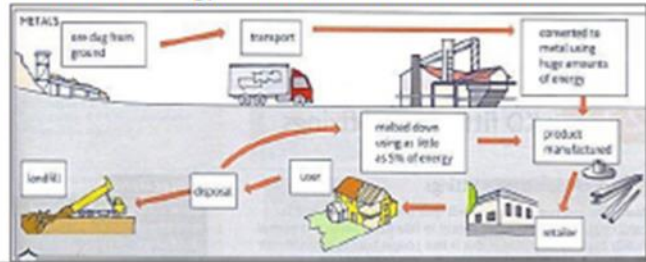 METALS
ore dug from
ground
transport
converted to
metal using
huge amounts
of energy
melted down
using as little
as 5% of energy
product
manufactured
landfill
disposal
user
retailer